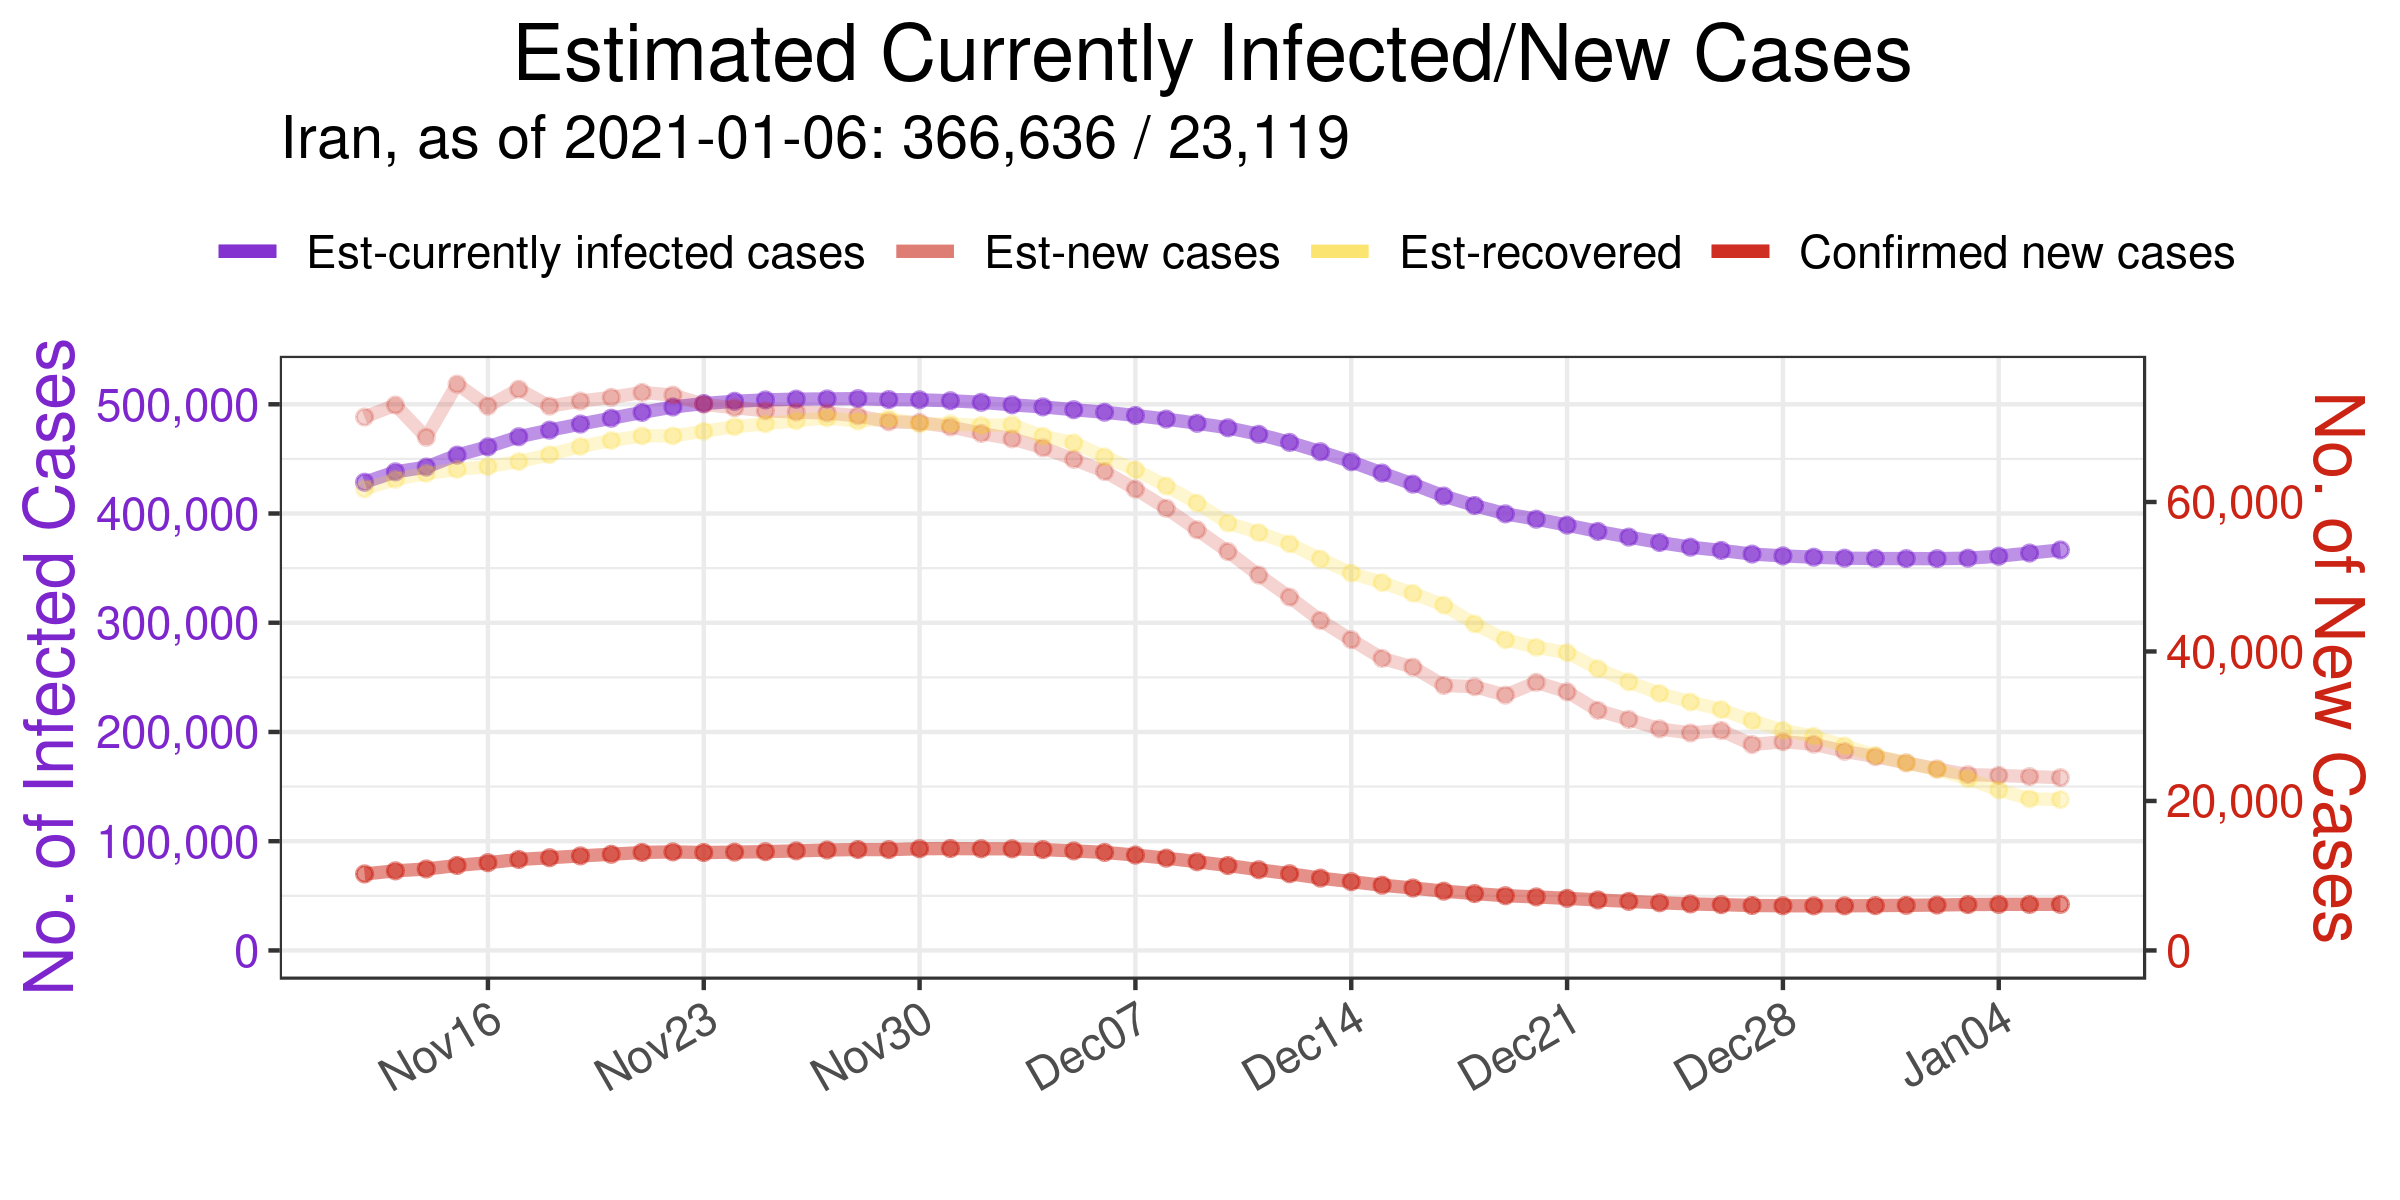 Estimated Currently Infected/New Cases
Iran, as of 2021-01-06: 366,636 / 23,119
Est-currently infected cases Est-new cases Est-recovered Confirmed new cases
No. of Infected Cases
500,000
400,000
300,000
200,000
100,000
0
60,000
40,000
20,000
0
No. of New Cases
Nov16 Nov23 Nov30 Dec07 Dec14 Dec21 Dec28 Jan04